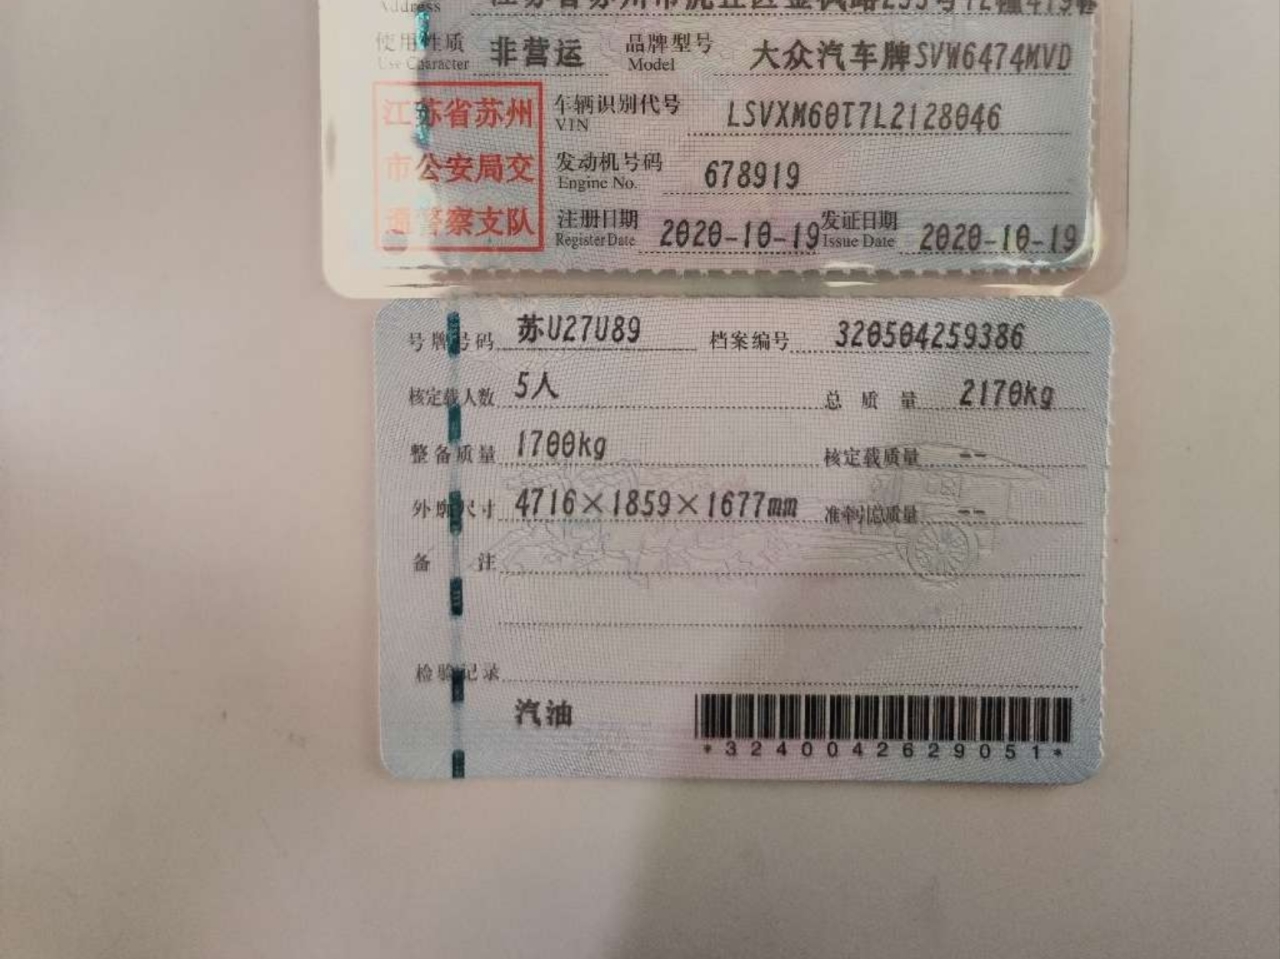 Address
使用性质 非营运 品牌型号 大众汽车牌SVW6474MVD
Use Character Model
江苏省苏州
市公安局交
通警察支队
车辆识别代号 LSVXM60T7L2128046
VIN
发动机号码 678919
Engine No.
注册日期 2020-10-19 发证日期 2020-10-19
Register Date Issue Date
号牌号码 苏U27U89 档案编号 320504259386
核定载人数 5人 总质量 2170kg
整备质量 1700kg 核定载质量 --
外廓尺寸 4716×1859×1677mm 准牵引总质量 --
备注
检验记录
汽油
*3240042629051*